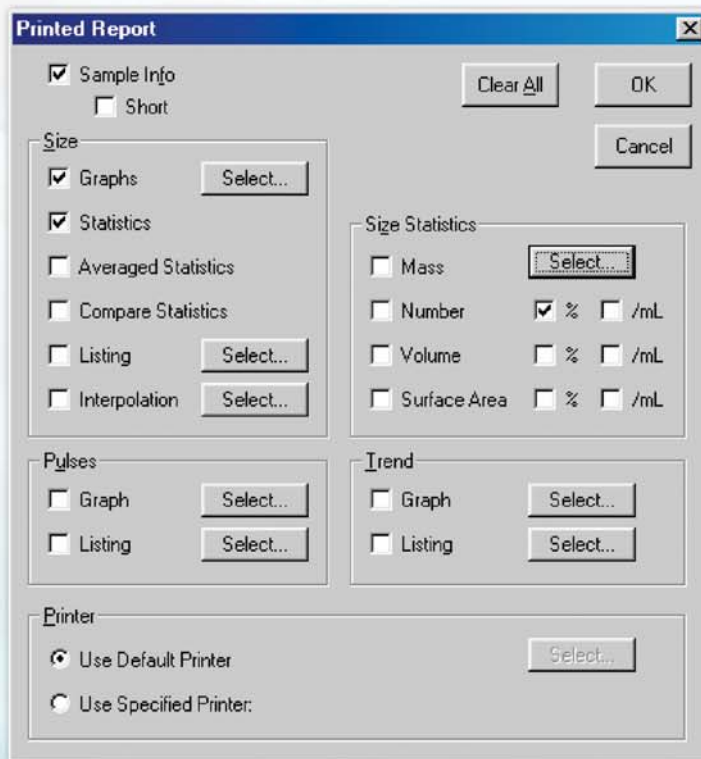 Printed Report
Sample Info
Short
Clear All
OK
Cancel
Size
Graphs
Select...
Statistics
Averaged Statistics
Compare Statistics
Listing
Select...
Interpolation
Select...
Size Statistics
Mass
Select...
Number
%
/mL
Volume
%
/mL
Surface Area
%
/mL
Pulses
Graph
Select...
Listing
Select...
Trend
Graph
Select...
Listing
Select...
Printer
Use Default Printer
Select...
Use Specified Printer: